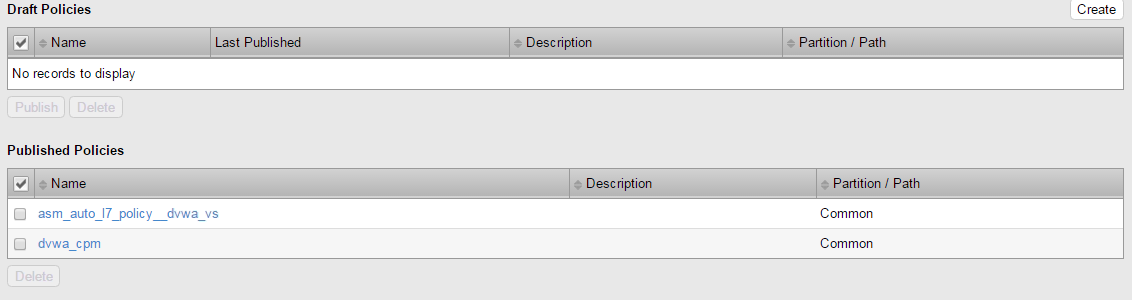 Draft Policies Create
Name Last Published Description Partition / Path
No records to display
Publish Delete
Published Policies
Name Description Partition / Path
asm_auto_l7_policy__dvwa_vs Common
dvwa_cpm Common
Delete